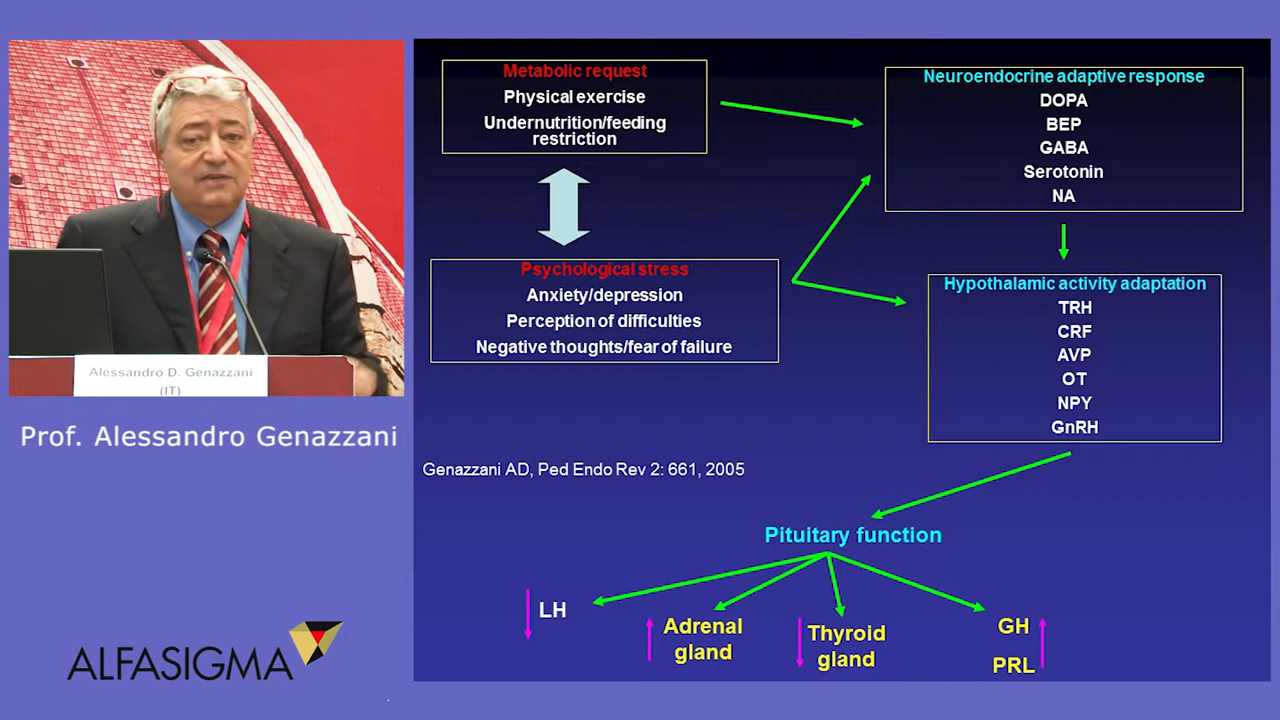 Alessandro D. Genazzani
(IT)
Prof. Alessandro Genazzani
ALFASIGMA
Metabolic request
Physical exercise
Undernutrition/feeding
restriction
Psychological stress
Anxiety/depression
Perception of difficulties
Negative thoughts/fear of failure
Neuroendocrine adaptive response
DOPA
BEP
GABA
Serotonin
NA
Hypothalamic activity adaptation
TRH
CRF
AVP
OT
NPY
GnRH
Genazzani AD, Ped Endo Rev 2: 661, 2005
Pituitary function
LH
Adrenal
gland
Thyroid
gland
GH
PRL